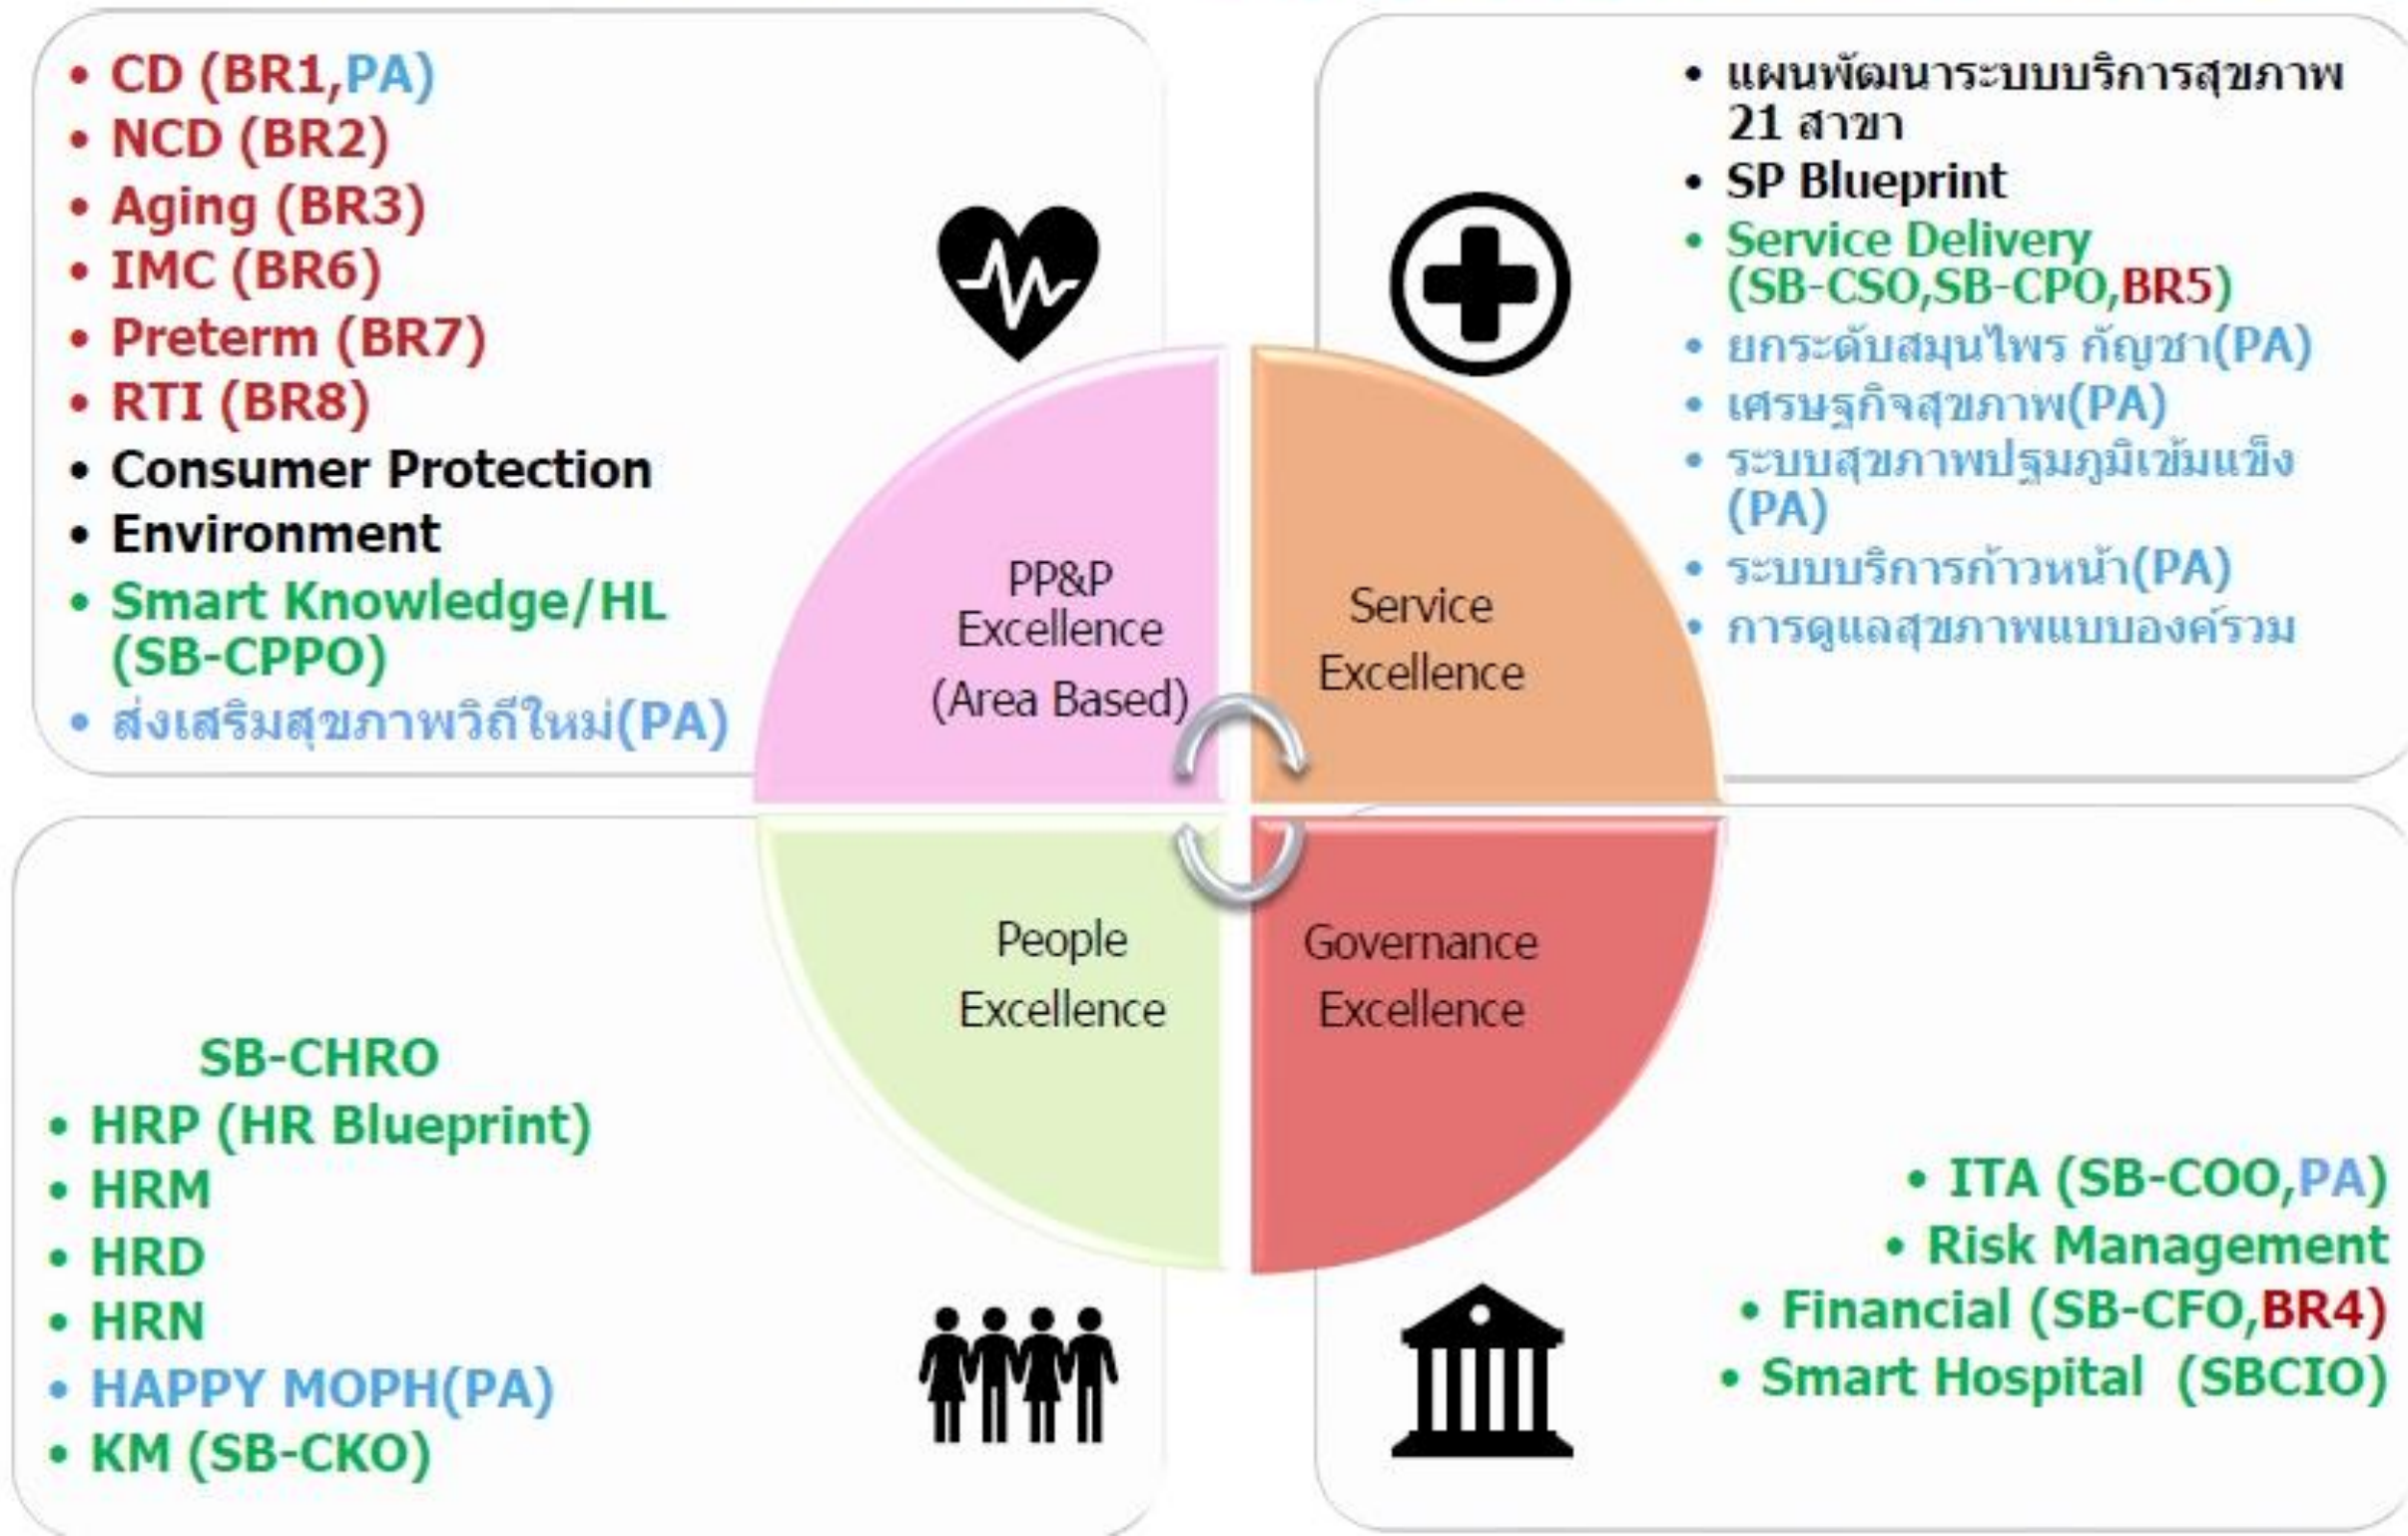 • CD (BR1,PA)
• NCD (BR2)
• Aging (BR3)
• IMC (BR6)
• Preterm (BR7)
• RTI (BR8)
• Consumer Protection
• Environment
• Smart Knowledge/HL
(SB-CPPO)
• ส่งเสริมสุขภาพวิถีใหม่(PA)
• แผนพัฒนาระบบบริการสุขภาพ
21 สาขา
• SP Blueprint
• Service Delivery
(SB-CSO,SB-CPO,BR5)
• ยกระดับสมุนไพร กัญชา(PA)
• เศรษฐกิจสุขภาพ(PA)
• ระบบสุขภาพปฐมภูมิเข้มแข็ง
(PA)
• ระบบบริการก้าวหน้า(PA)
• การดูแลสุขภาพแบบองค์รวม
PP&P
Excellence
(Area Based)
Service
Excellence
People
Excellence
Governance
Excellence
SB-CHRO
• HRP (HR Blueprint)
• HRM
• HRD
• HRN
• HAPPY MOPH(PA)
• KM (SB-CKO)
• ITA (SB-COO,PA)
• Risk Management
• Financial (SB-CFO,BR4)
• Smart Hospital (SBCIO)